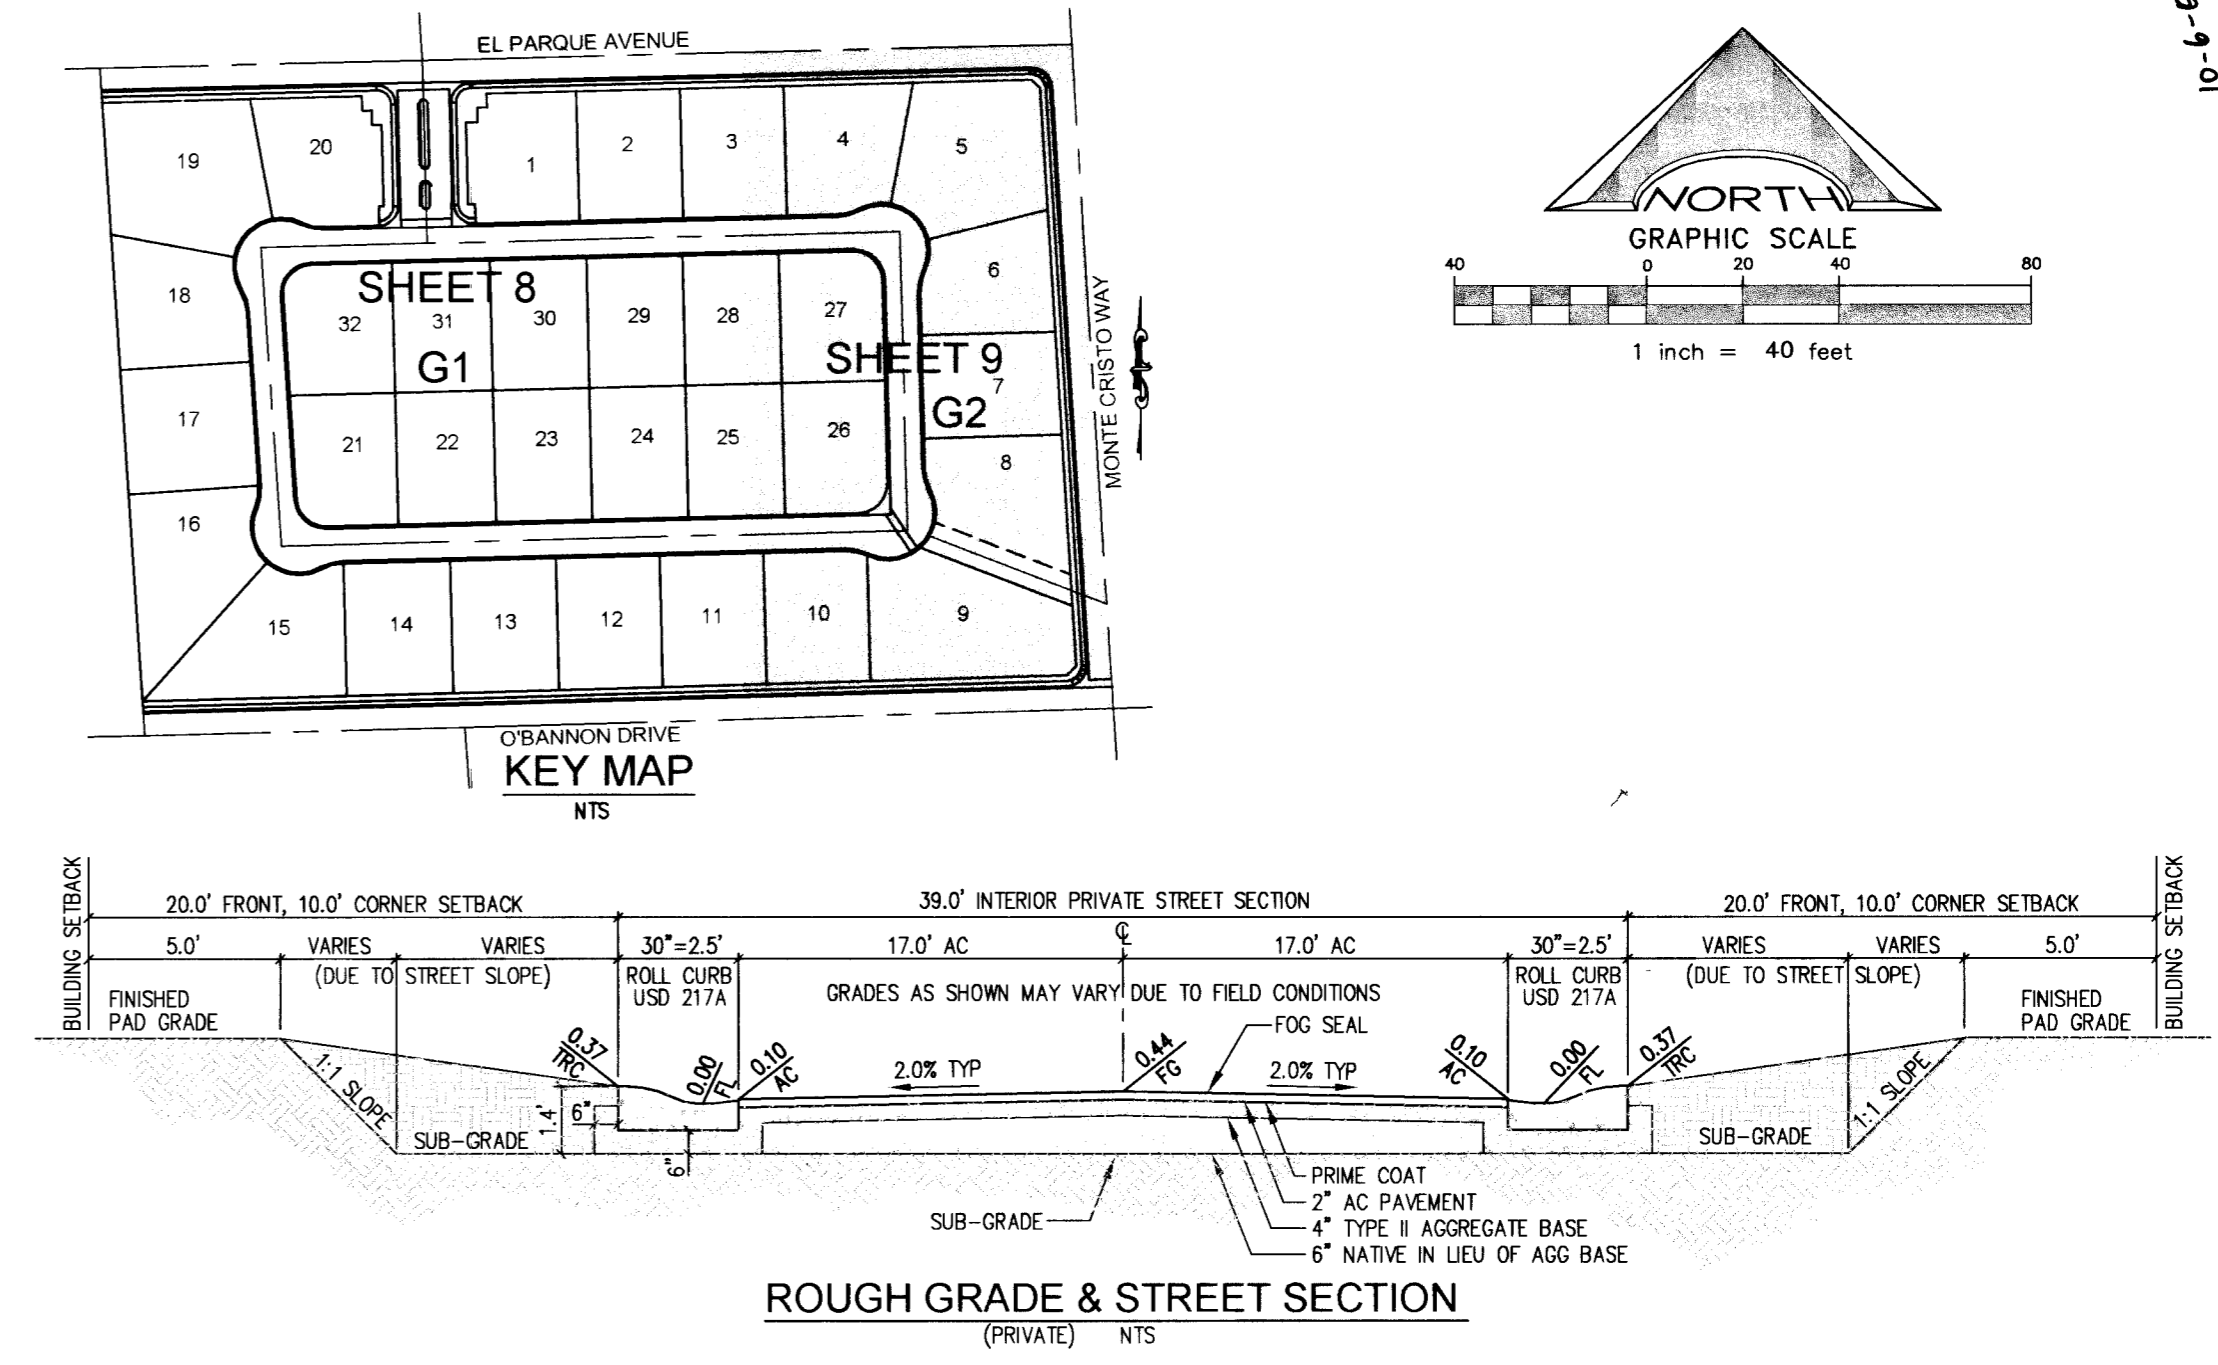 10-9-01
EL PARQUE AVENUE
19
20
1
2
3
4
5
6
18
SHEET 8
32
31
30
29
28
27
G1
SHEET 9
7
G2
17
21
22
23
24
25
26
8
16
15
14
13
12
11
10
9
MONTE CRISTO WAY
O'BANNON DRIVE
KEY MAP
NTS
NORTH
GRAPHIC SCALE
40 0 20 40 80
1 inch = 40 feet
BUILDING SETBACK
20.0' FRONT, 10.0' CORNER SETBACK
39.0' INTERIOR PRIVATE STREET SECTION
20.0' FRONT, 10.0' CORNER SETBACK
BUILDING SETBACK
5.0' VARIES VARIES 30"=2.5' 17.0' AC ℄ 17.0' AC 30"=2.5' VARIES VARIES 5.0'
(DUE TO STREET SLOPE)
ROLL CURB
USD 217A
GRADES AS SHOWN MAY VARY DUE TO FIELD CONDITIONS
ROLL CURB
USD 217A
(DUE TO STREET SLOPE)
FINISHED
PAD GRADE
FINISHED
PAD GRADE
FOG SEAL
0.37
TRC
0.00
FL
0.10
AC
2.0% TYP
0.44
FG
2.0% TYP
0.10
AC
0.00
FL
0.37
TRC
1:1 SLOPE
1.4'
6"
SUB-GRADE
6"
SUB-GRADE
1:1 SLOPE
PRIME COAT
2" AC PAVEMENT
SUB-GRADE
4" TYPE II AGGREGATE BASE
6" NATIVE IN LIEU OF AGG BASE
ROUGH GRADE & STREET SECTION
(PRIVATE) NTS